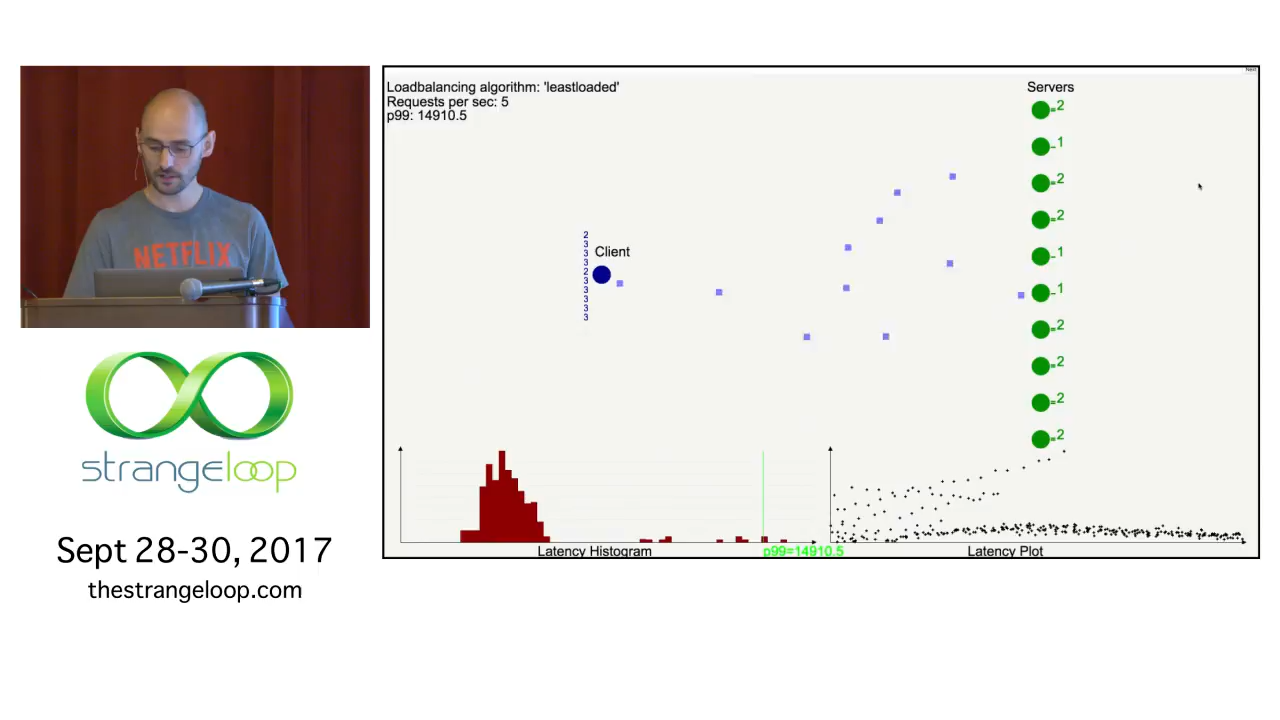 NETFLIX
strangeloop
Sept 28-30, 2017
thestrangeloop.com
Next
Loadbalancing algorithm: 'leastloaded'
Requests per sec: 5
p99: 14910.5
Servers
=2
-1
=2
=2
-1
-1
=2
=2
=2
=2
Client
2
3
3
3
2
3
3
3
3
3
Latency Histogram
p99=14910.5
Latency Plot